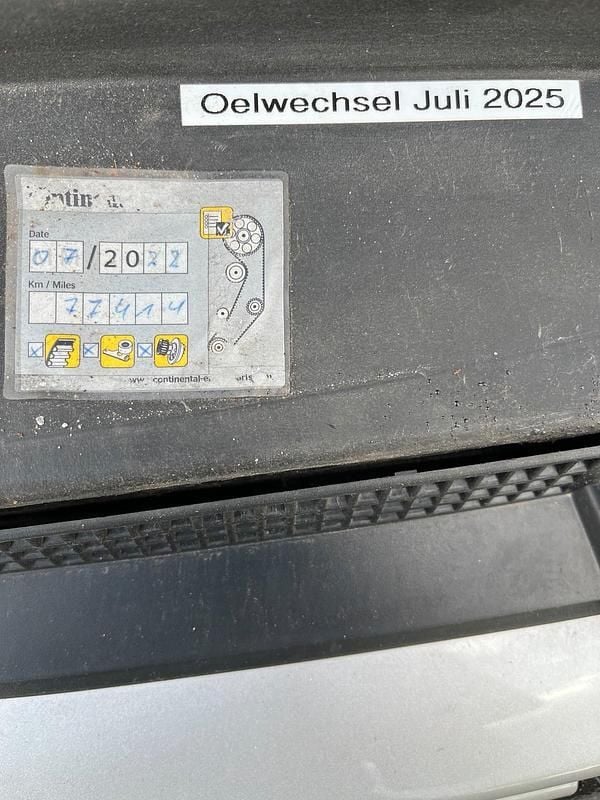 Oelwechsel Juli 2025
Date
07/2022
Km / Miles
77414